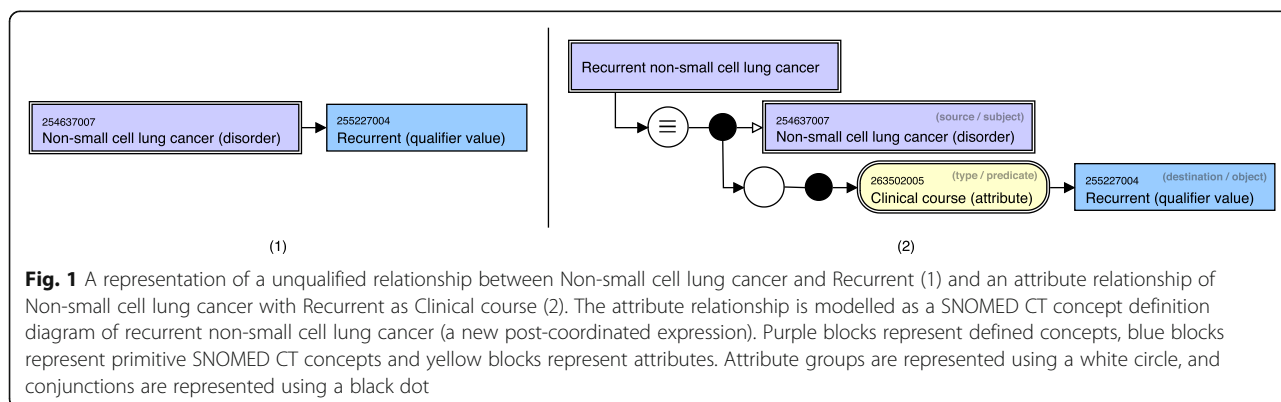 Recurrent non-small cell lung cancer
254637007
Non-small cell lung cancer (disorder)
255227004
Recurrent (qualifier value)
254637007 (source / subject)
Non-small cell lung cancer (disorder)
263502005 (type / predicate)
Clinical course (attribute)
255227004 (destination / object)
Recurrent (qualifier value)
(1)
(2)
Fig. 1 A representation of a unqualified relationship between Non-small cell lung cancer and Recurrent (1) and an attribute relationship of
Non-small cell lung cancer with Recurrent as Clinical course (2). The attribute relationship is modelled as a SNOMED CT concept definition
diagram of recurrent non-small cell lung cancer (a new post-coordinated expression). Purple blocks represent defined concepts, blue blocks
represent primitive SNOMED CT concepts and yellow blocks represent attributes. Attribute groups are represented using a white circle, and
conjunctions are represented using a black dot